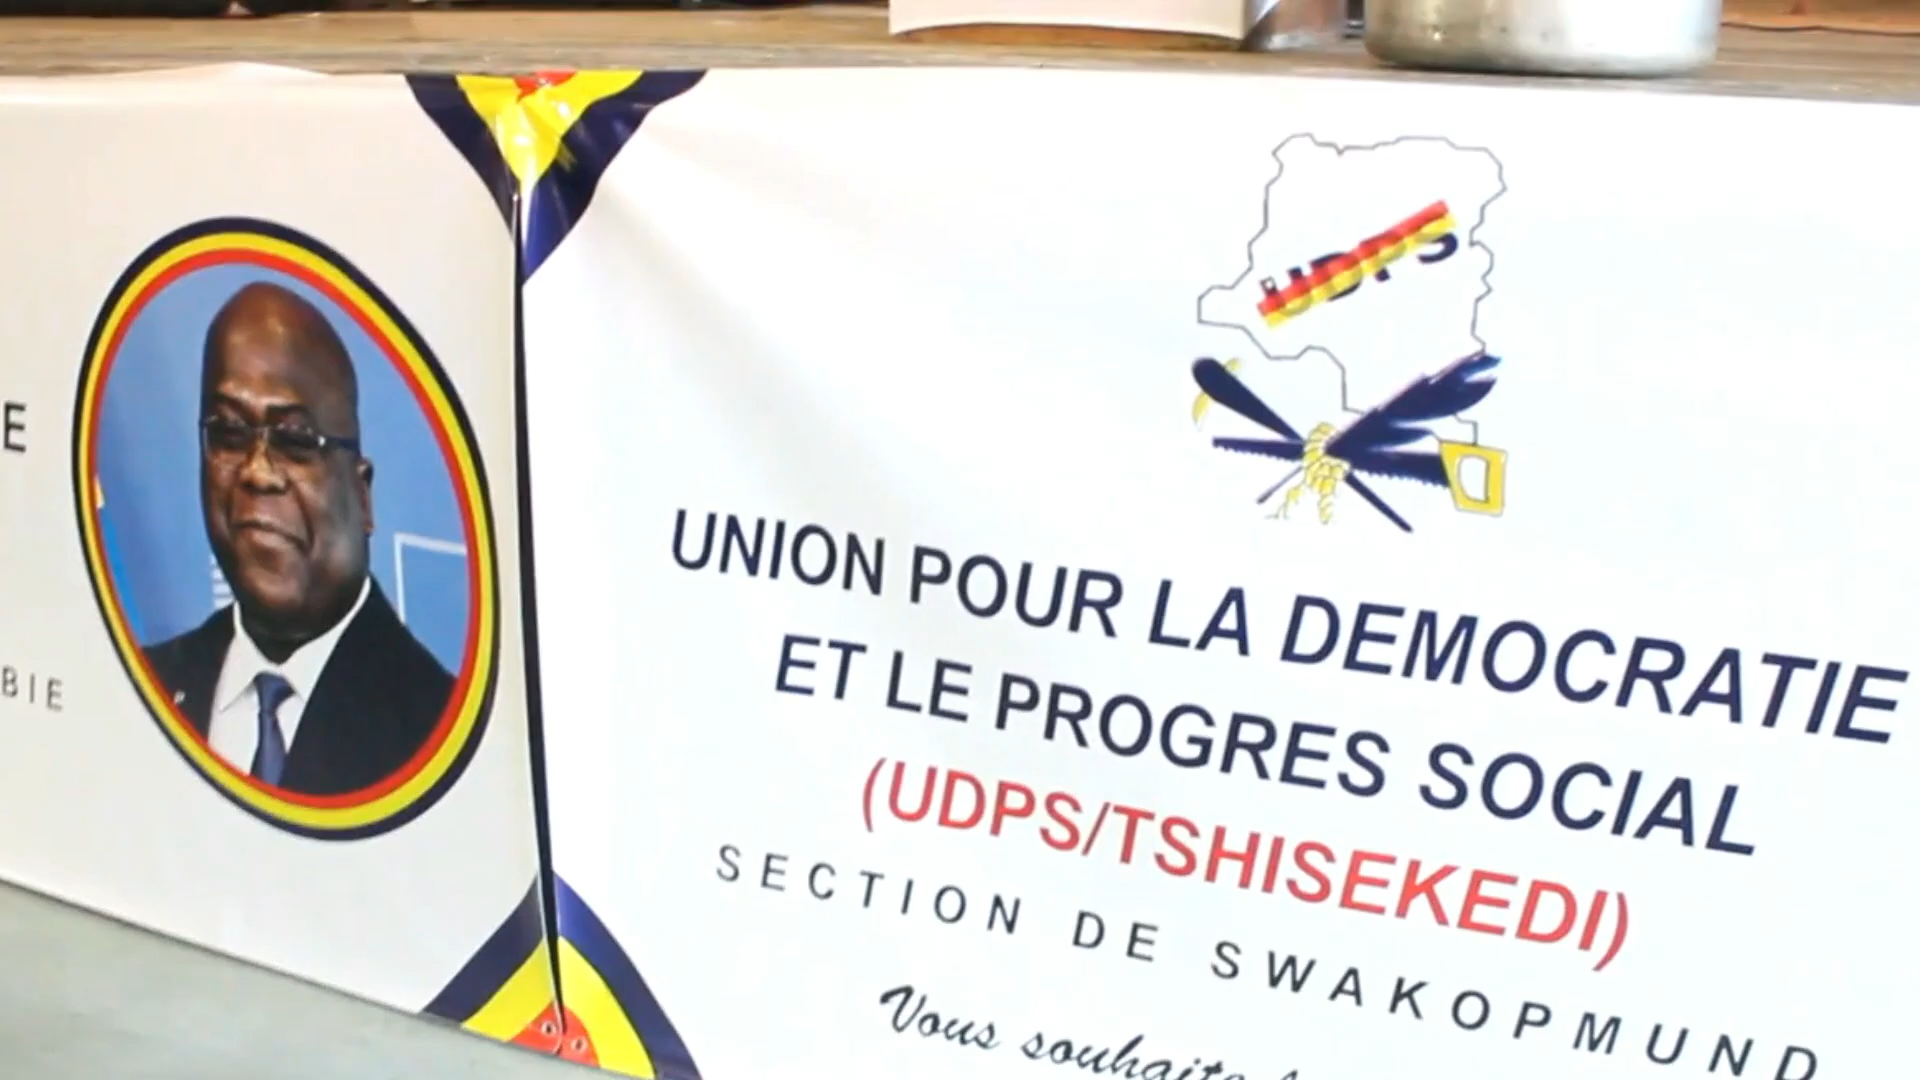 E
BIE
UDPS
UNION POUR LA DEMOCRATIE
ET LE PROGRES SOCIAL
(UDPS/TSHISEKEDI)
SECTION DE SWAKOPMUND
Vous souhaite